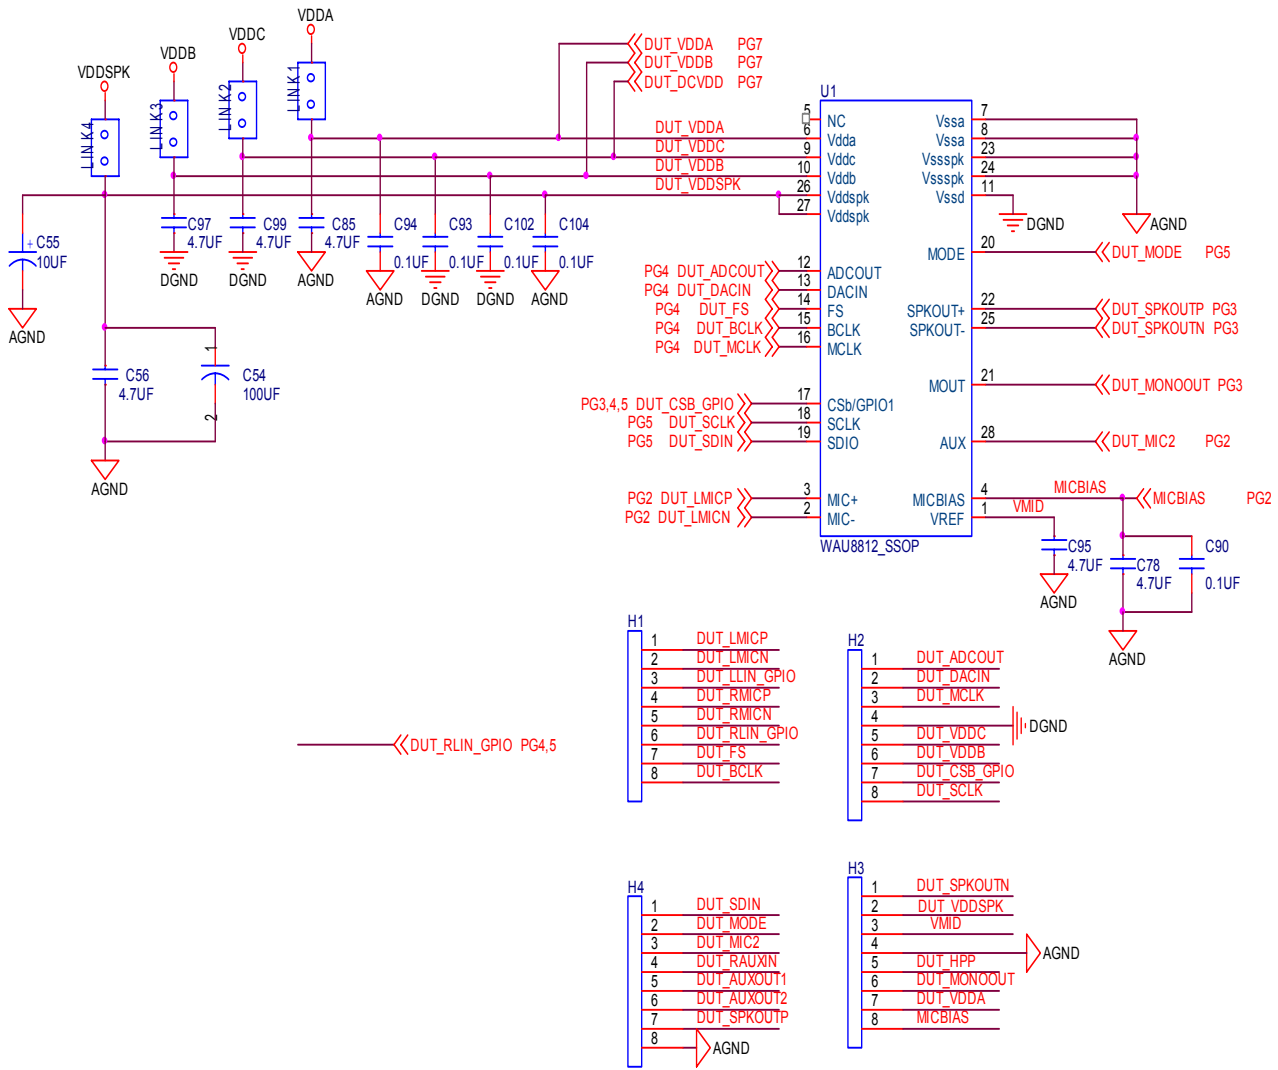 VDDA
VDDC
VDDB
VDDSPK
LINK1
LINK2
LINK3
LINK4
DUT_VDDA PG7
DUT_VDDB PG7
DUT_DCVDD PG7
DUT_VDDA
DUT_VDDC
DUT_VDDB
DUT_VDDSPK
+ C55
10UF
AGND
C97
4.7UF
DGND
C99
4.7UF
DGND
C85
4.7UF
AGND
C94
0.1UF
AGND
C93
0.1UF
DGND
C102
0.1UF
DGND
C104
0.1UF
AGND
C56
4.7UF
1
C54
100UF
2
AGND
U1
5 NC
6 Vdda
9 Vddc
10 Vddb
26 Vddspk
27 Vddspk
PG4 DUT_ADCOUT 12 ADCOUT
PG4 DUT_DACIN 13 DACIN
PG4 DUT_FS 14 FS
PG4 DUT_BCLK 15 BCLK
PG4 DUT_MCLK 16 MCLK
PG3,4,5 DUT_CSB_GPIO 17 CSb/GPIO1
PG5 DUT_SCLK 18 SCLK
PG5 DUT_SDIN 19 SDIO
PG2 DUT_LMICP 3 MIC+
PG2 DUT_LMICN 2 MIC-
Vssa 7
Vssa 8
Vssspk 23
Vssspk 24
Vssd 11
DGND
AGND
MODE 20 DUT_MODE PG5
SPKOUT+ 22 DUT_SPKOUTP PG3
SPKOUT- 25 DUT_SPKOUTN PG3
MOUT 21 DUT_MONOOUT PG3
AUX 28 DUT_MIC2 PG2
MICBIAS 4 MICBIAS MICBIAS PG2
VREF 1 VMID
WAU8812_SSOP
C95
4.7UF
AGND
C78
4.7UF
C90
0.1UF
AGND
DUT_RLIN_GPIO PG4,5
H1
1 DUT_LMICP
2 DUT_LMICN
3 DUT_LLIN_GPIO
4 DUT_RMICP
5 DUT_RMICN
6 DUT_RLIN_GPIO
7 DUT_FS
8 DUT_BCLK
H2
1 DUT_ADCOUT
2 DUT_DACIN
3 DUT_MCLK
4 DGND
5 DUT_VDDC
6 DUT_VDDB
7 DUT_CSB_GPIO
8 DUT_SCLK
H4
1 DUT_SDIN
2 DUT_MODE
3 DUT_MIC2
4 DUT_RAUXIN
5 DUT_AUXOUT1
6 DUT_AUXOUT2
7 DUT_SPKOUTP
8 AGND
H3
1 DUT_SPKOUTN
2 DUT_VDDSPK
3 VMID
4 AGND
5 DUT_HPP
6 DUT_MONOOUT
7 DUT_VDDA
8 MICBIAS